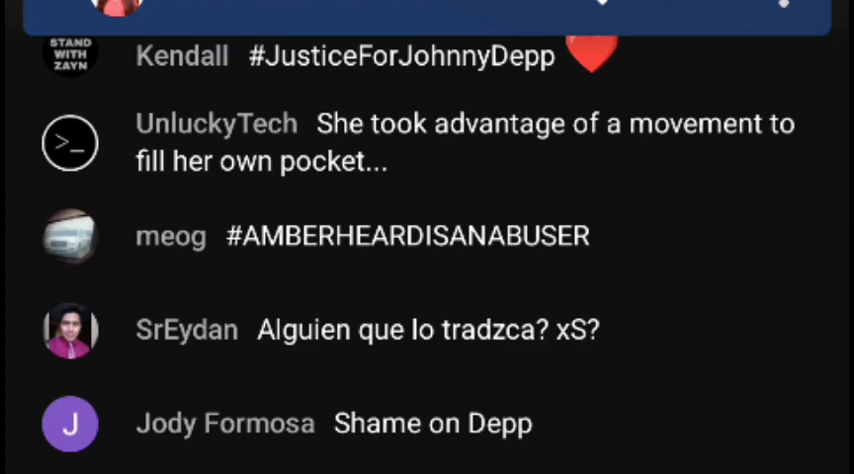 STAND
WITH
ZAYN
Kendall #JusticeForJohnnyDepp ❤️
UnluckyTech She took advantage of a movement to
fill her own pocket...
>_
meog #AMBERHEARDISANABUSER
SrEydan Alguien que lo tradzca? xS?
J
Jody Formosa Shame on Depp